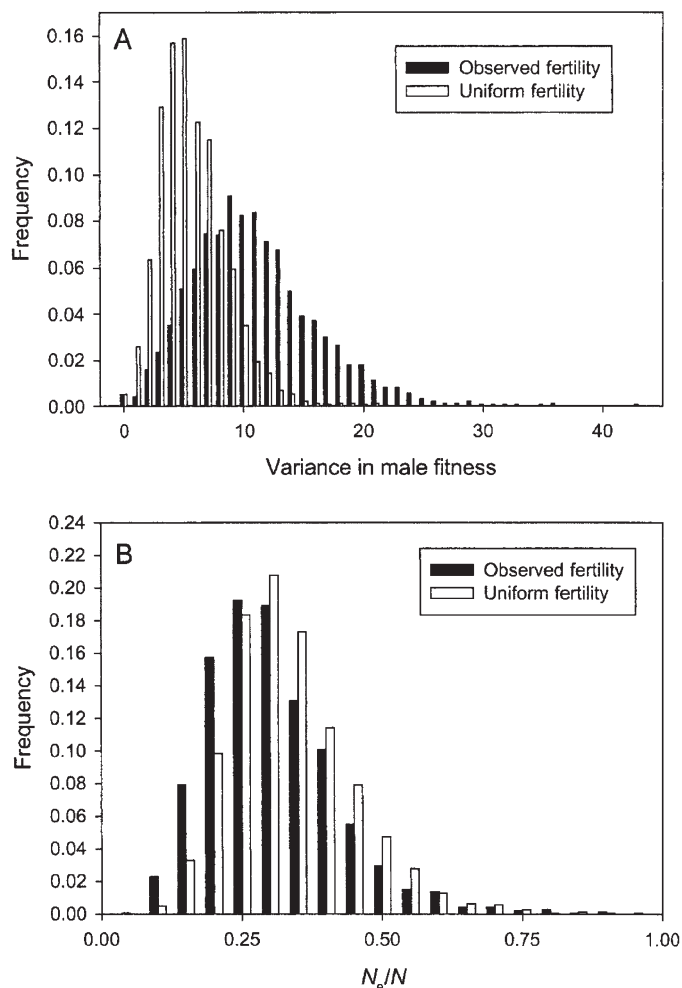 A
Observed fertility
Uniform fertility
Frequency
0.16
0.14
0.12
0.10
0.08
0.06
0.04
0.02
0.00
0 10 20 30 40
Variance in male fitness
B
Observed fertility
Uniform fertility
Frequency
0.24
0.22
0.20
0.18
0.16
0.14
0.12
0.10
0.08
0.06
0.04
0.02
0.00
0.00 0.25 0.50 0.75 1.00
Ne/N